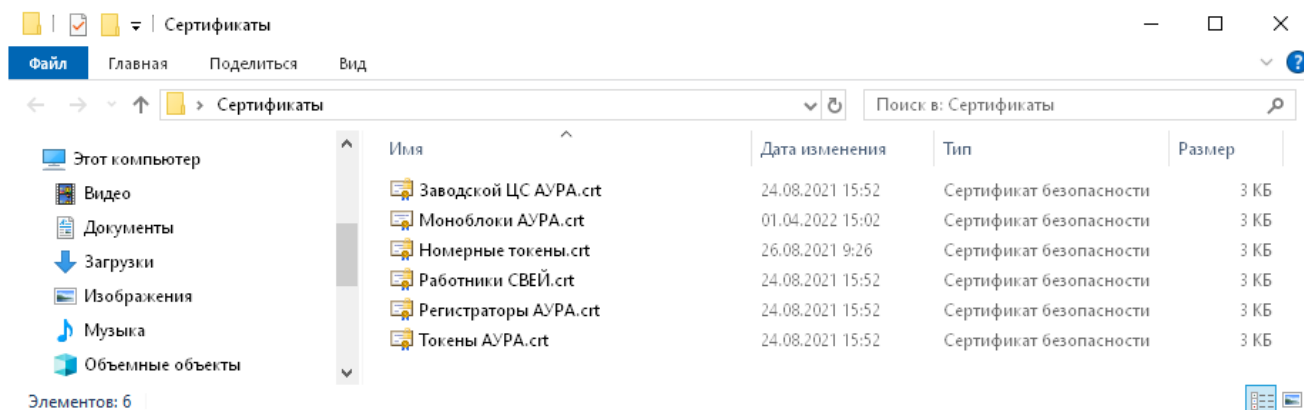 Сертификаты
Файл Главная Поделиться Вид
Сертификаты Поиск в: Сертификаты
Этот компьютер
Видео
Документы
Загрузки
Изображения
Музыка
Объемные объекты
Имя Дата изменения Тип Размер
Заводской ЦС АУРА.crt 24.08.2021 15:52 Сертификат безопасности 3 КБ
Моноблоки АУРА.crt 01.04.2022 15:02 Сертификат безопасности 3 КБ
Номерные токены.crt 26.08.2021 9:26 Сертификат безопасности 3 КБ
Работники СВЕЙ.crt 24.08.2021 15:52 Сертификат безопасности 3 КБ
Регистраторы АУРА.crt 24.08.2021 15:52 Сертификат безопасности 3 КБ
Токены АУРА.crt 24.08.2021 15:52 Сертификат безопасности 3 КБ
Элементов: 6